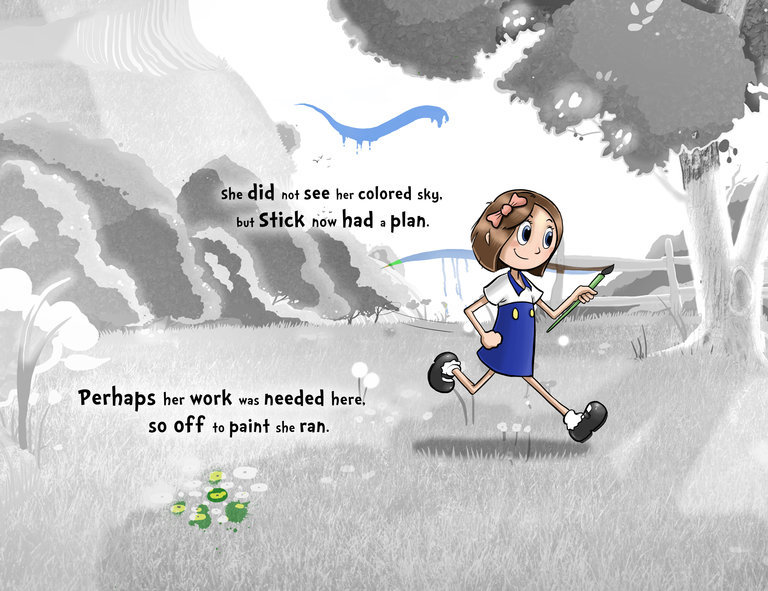 She did not see her colored sky,
but Stick now had a plan.
Perhaps her work was needed here,
so off to paint she ran.